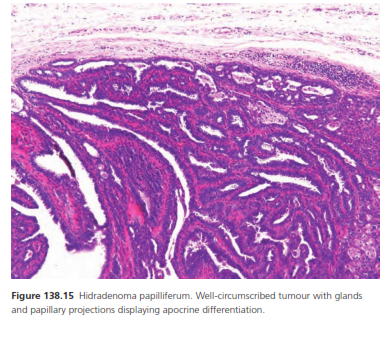 Figure 138.15 Hidradenoma papilliferum. Well-circumscribed tumour with glands
and papillary projections displaying apocrine differentiation.